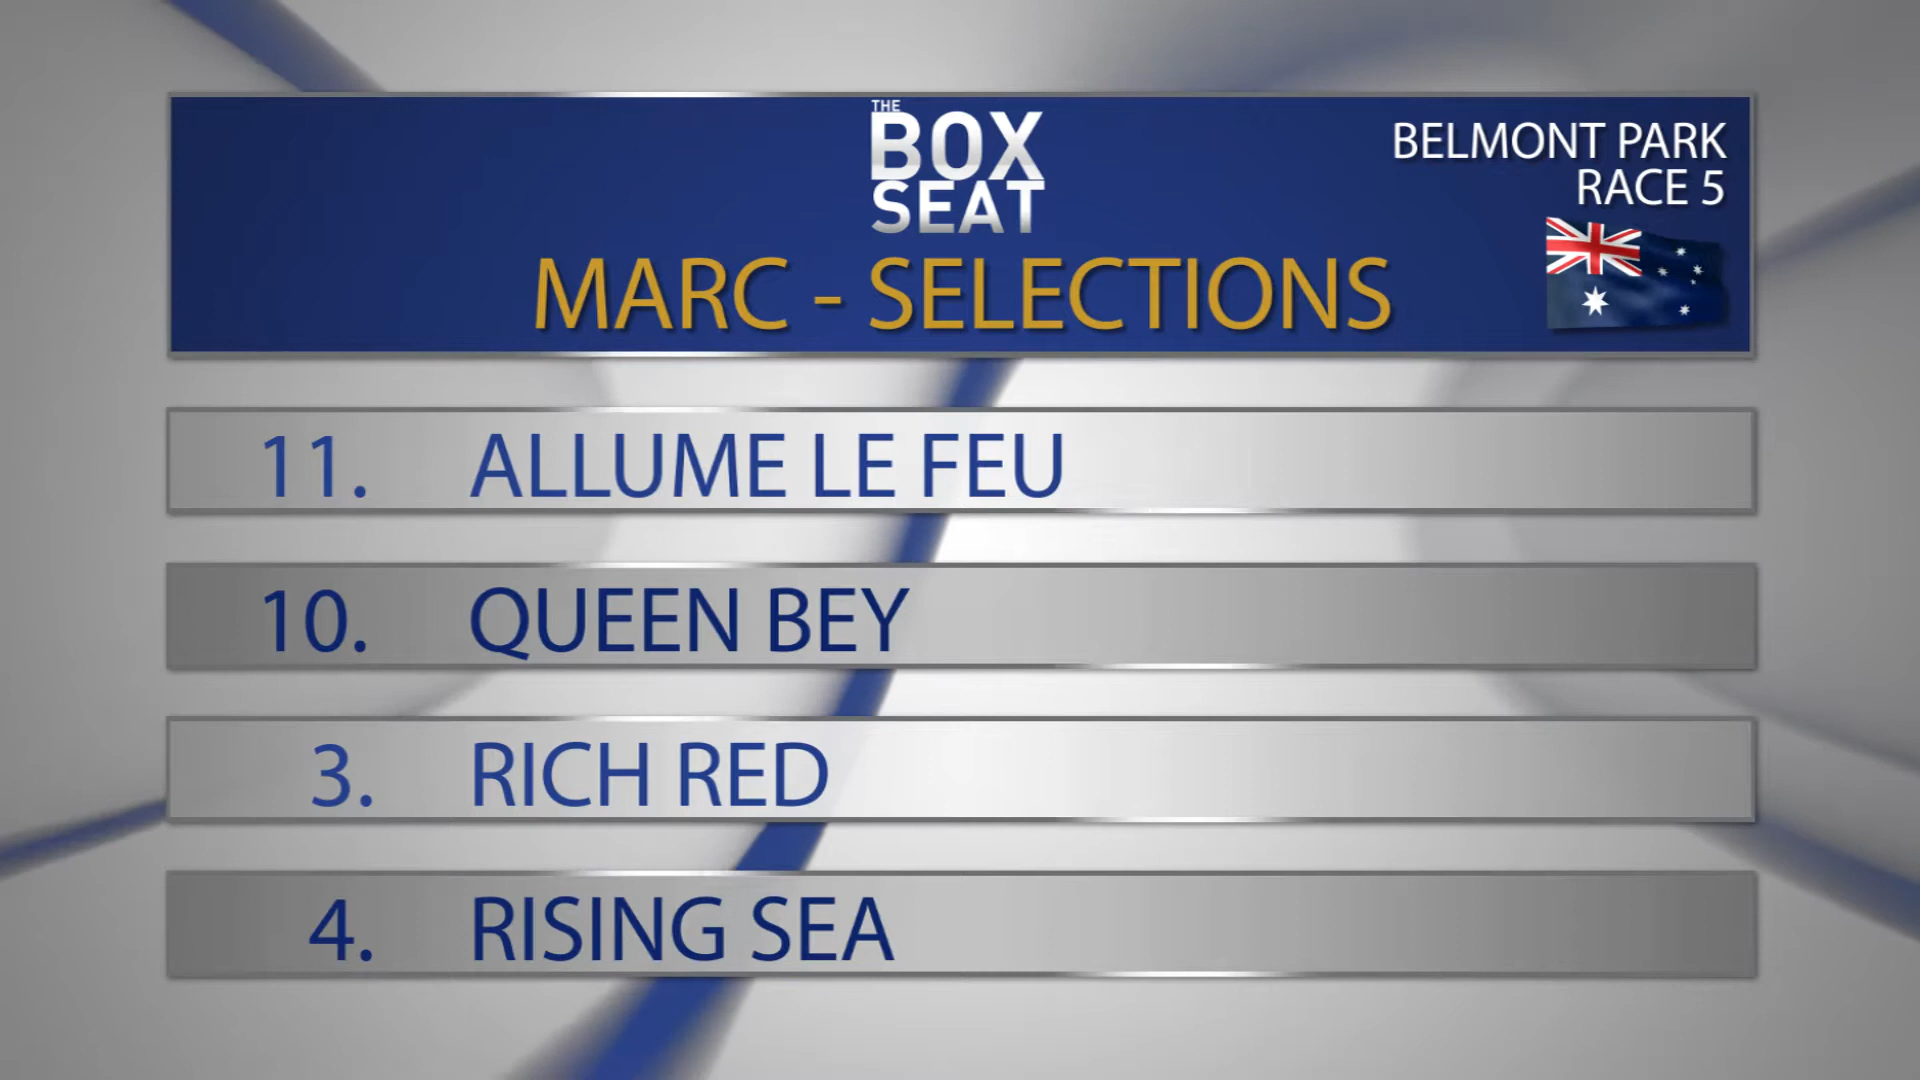 THE
BOX
SEAT
BELMONT PARK
RACE 5
MARC - SELECTIONS
11. ALLUME LE FEU
10. QUEEN BEY
3. RICH RED
4. RISING SEA